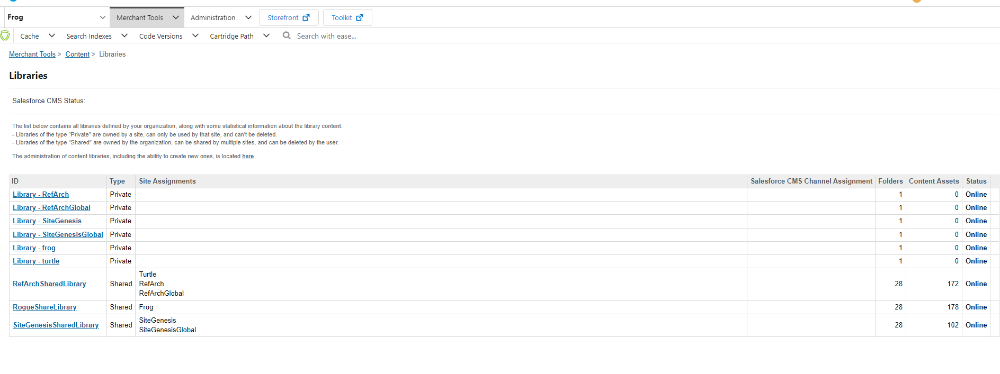 Frog Merchant Tools Administration Storefront Toolkit
Cache Search Indexes Code Versions Cartridge Path Search with ease...
Merchant Tools > Content > Libraries
Libraries
Salesforce CMS Status:
The list below contains all libraries defined by your organization, along with some statistical information about the library content.
- Libraries of the type "Private" are owned by a site, can only be used by that site, and can't be deleted.
- Libraries of the type "Shared" are owned by the organization, can be shared by multiple sites, and can be deleted by the user.
The administration of content libraries, including the ability to create new ones, is located here.
ID Type Site Assignments Salesforce CMS Channel Assignment Folders Content Assets Status
Library - RefArch Private 1 0 Online
Library - RefArchGlobal Private 1 0 Online
Library - SiteGenesis Private 1 0 Online
Library - SiteGenesisGlobal Private 1 0 Online
Library - frog Private 1 0 Online
Library - turtle Private 1 0 Online
Turtle
RefArchSharedLibrary Shared RefArch 28 172 Online
RefArchGlobal
RogueShareLibrary Shared Frog 28 178 Online
SiteGenesis
SiteGenesisSharedLibrary Shared 28 102 Online
SiteGenesisGlobal